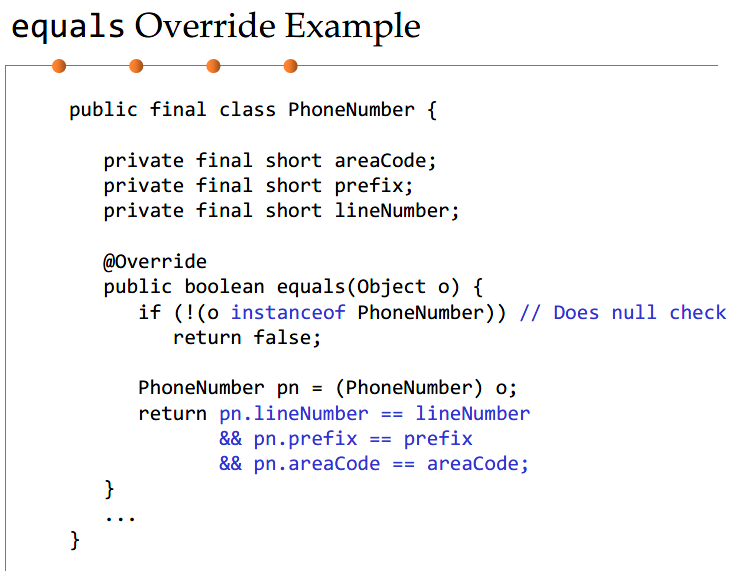 equals Override Example
public final class PhoneNumber {
private final short areaCode;
private final short prefix;
private final short lineNumber;
@Override
public boolean equals(Object o) {
if (!(o instanceof PhoneNumber)) // Does null check
return false;
PhoneNumber pn = (PhoneNumber) o;
return pn.lineNumber == lineNumber
&& pn.prefix == prefix
&& pn.areaCode == areaCode;
}
...
}